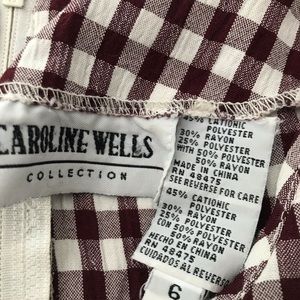 CAROLINE WELLS
COLLECTION
45% CATIONIC
POLYESTER
30% RAYON
25% POLYESTER
WITH 50% POLYESTER
50% RAYON
MADE IN CHINA
RN 48475
SEE REVERSE FOR CARE
45% CATIONIC
POLYESTER
30% RAYON
25% POLYESTER
CON 50% POLYESTER
50% RAYON
HECHO EN CHINA
RN 48475
CUIDADOS AL REVERSO
6